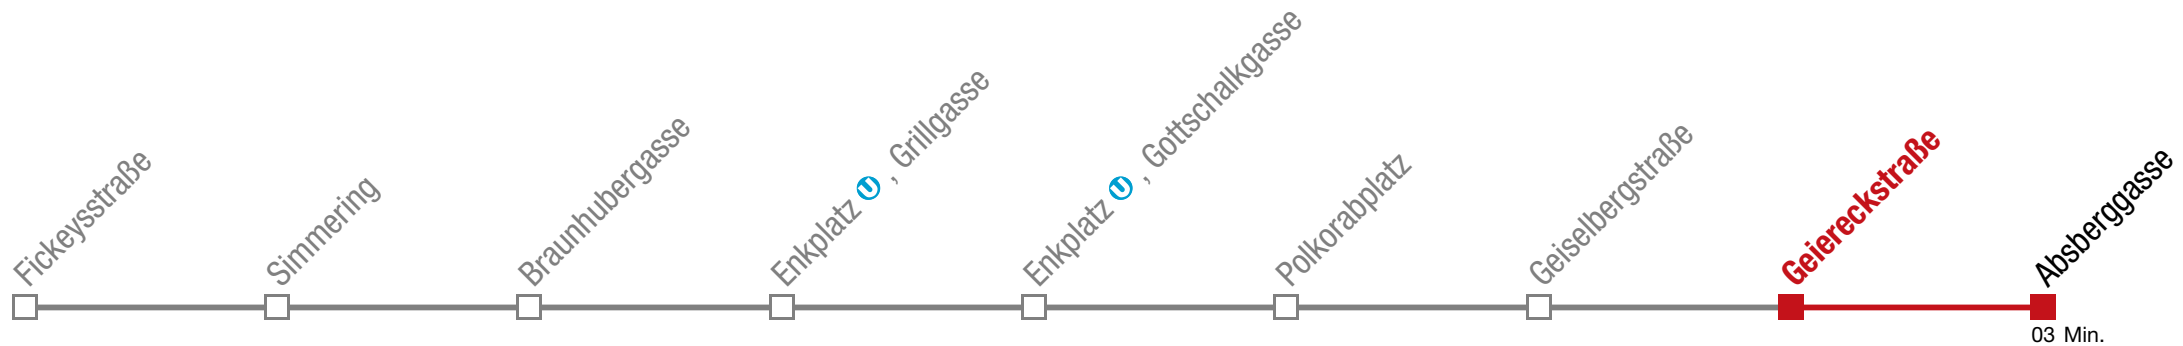 Fickeysstraße
Simmering
Braunhubergasse
Enkplatz U, Grillgasse
Enkplatz U, Gottschalkgasse
Polkorabplatz
Geiselbergstraße
Geiereckstraße
Absberggasse
03 Min.